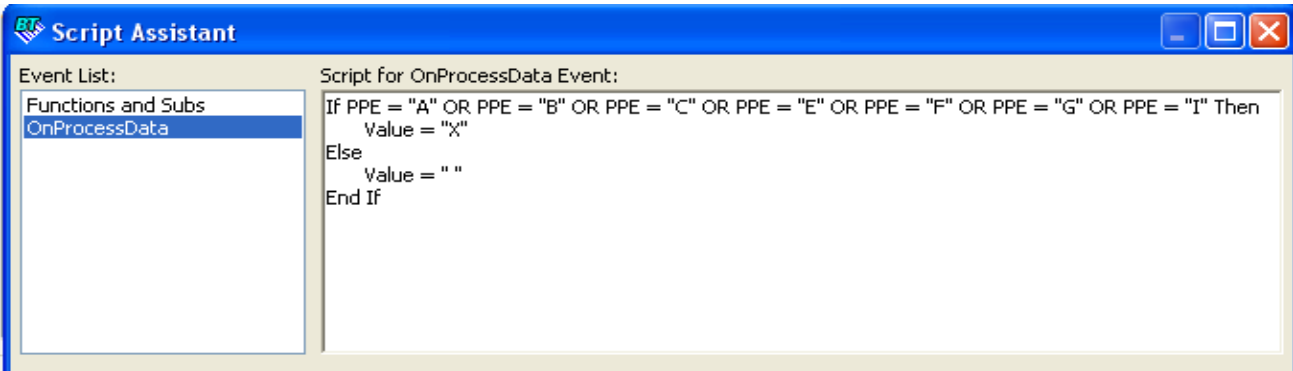 BT Script Assistant
Event List:
Functions and Subs
OnProcessData
Script for OnProcessData Event:
If PPE = "A" OR PPE = "B" OR PPE = "C" OR PPE = "E" OR PPE = "F" OR PPE = "G" OR PPE = "I" Then
Value = "X"
Else
Value = " "
End If